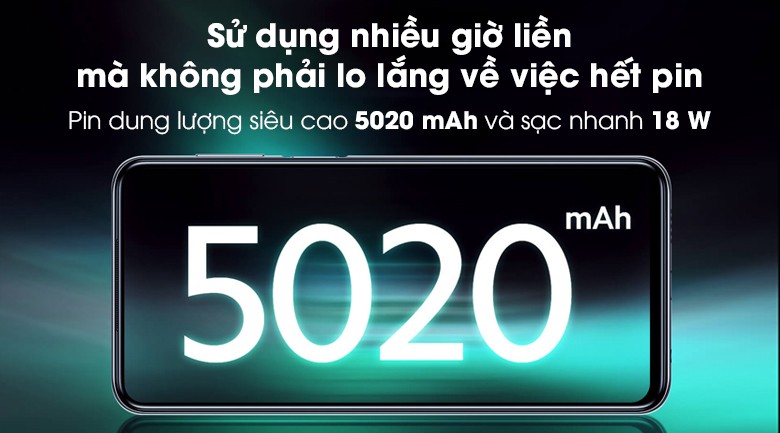 Sử dụng nhiều giờ liền
mà không phải lo lắng về việc hết pin
Pin dung lượng siêu cao 5020 mAh và sạc nhanh 18 W
mAh
5020